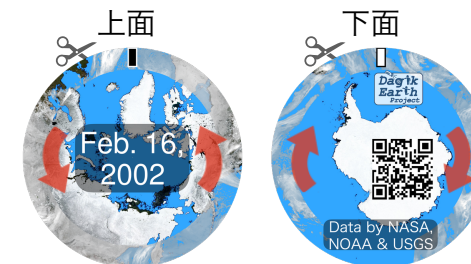 上面
下面
Feb. 16,
2002
Dagik
Earth
Project
Data by NASA,
NOAA & USGS